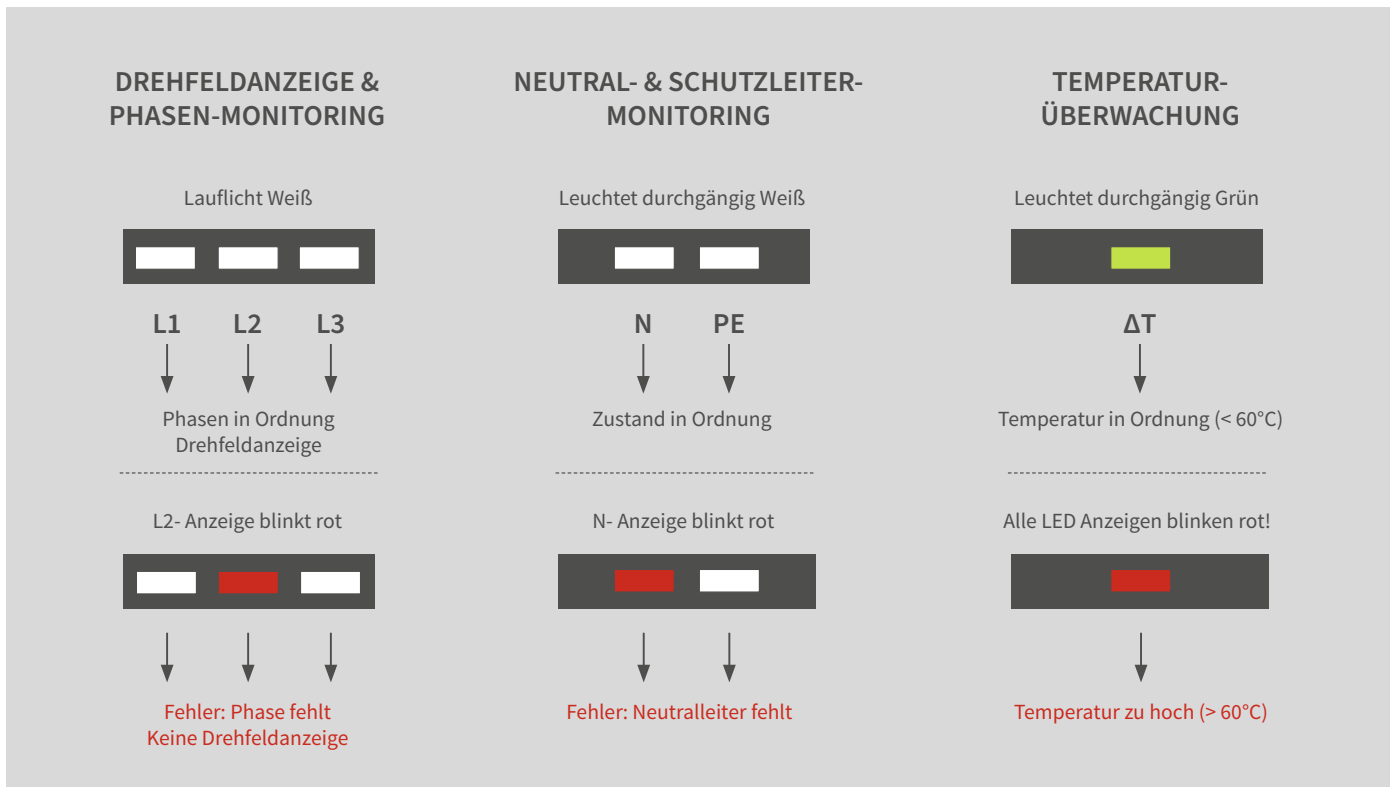 DREHFELDANZEIGE &
PHASEN-MONITORING
Lauflicht Weiß
L1 L2 L3
Phasen in Ordnung
Drehfeldanzeige
L2- Anzeige blinkt rot
Fehler: Phase fehlt
Keine Drehfeldanzeige
NEUTRAL- & SCHUTZLEITER-
MONITORING
Leuchtet durchgängig Weiß
N PE
Zustand in Ordnung
N- Anzeige blinkt rot
Fehler: Neutralleiter fehlt
TEMPERATUR-
ÜBERWACHUNG
Leuchtet durchgängig Grün
ΔT
Temperatur in Ordnung (< 60°C)
Alle LED Anzeigen blinken rot!
Temperatur zu hoch (> 60°C)